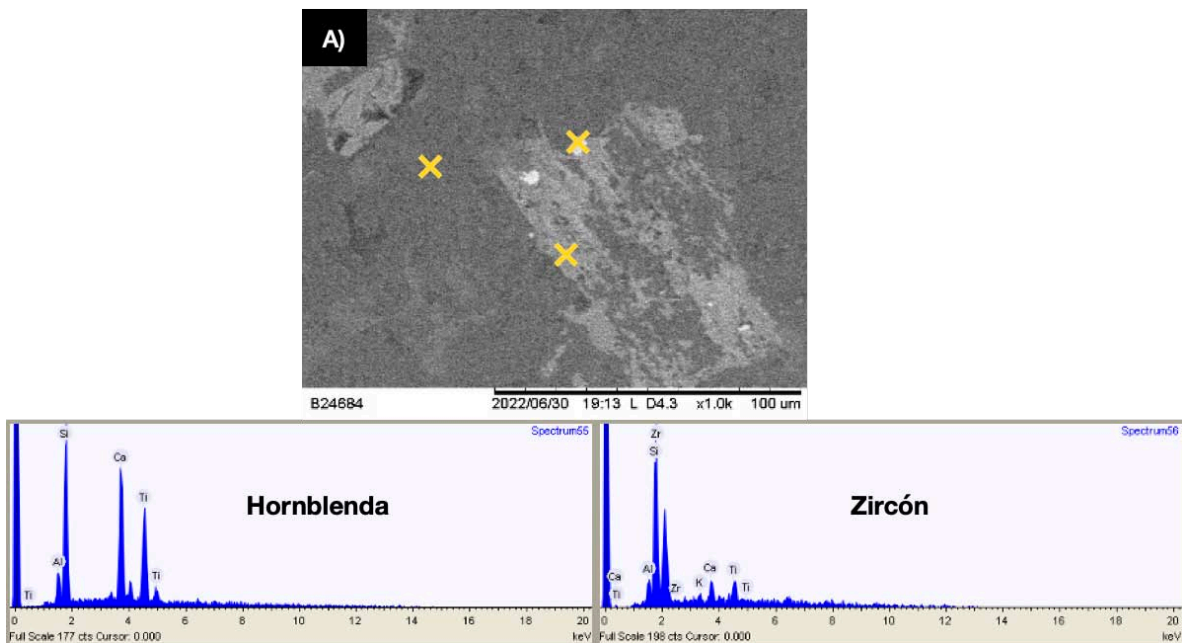 A)
B24684 2022/06/30 19:13 L D4.3 x1.0k 100 um
Spectrum55
Si
Ca
Ti
Al
Ti
Ti
Hornblenda
0 2 4 6 8 10 12 14 16 18 20
Full Scale 177 cts Cursor: 0.000 keV
Spectrum56
Zr
Si
Ca
Ti
Al
Zr
K
Ca
Ti
Ti
Zircón
0 2 4 6 8 10 12 14 16 18 20
Full Scale 198 cts Cursor: 0.000 keV